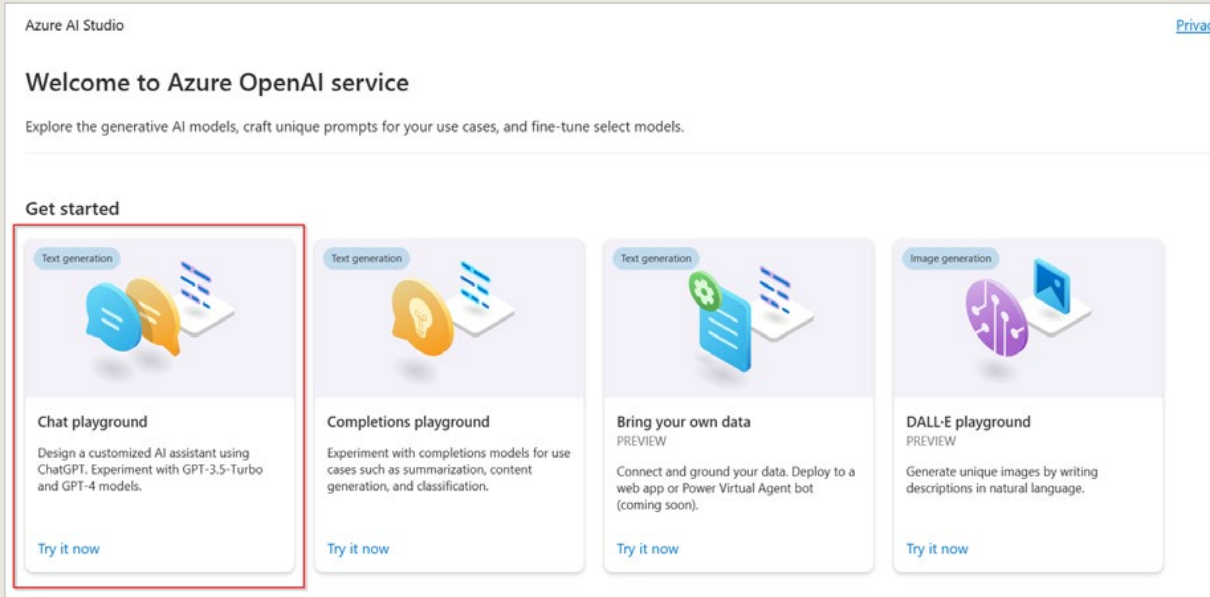 Azure AI Studio
Welcome to Azure OpenAI service
Explore the generative AI models, craft unique prompts for your use cases, and fine-tune select models.
Get started
Text generation
Chat playground
Design a customized AI assistant using
ChatGPT. Experiment with GPT-3.5-Turbo
and GPT-4 models.
Try it now
Text generation
Completions playground
Experiment with completions models for use
cases such as summarization, content
generation, and classification.
Try it now
Text generation
Bring your own data
PREVIEW
Connect and ground your data. Deploy to a
web app or Power Virtual Agent bot
(coming soon).
Try it now
Image generation
DALL·E playground
PREVIEW
Generate unique images by writing
descriptions in natural language.
Try it now